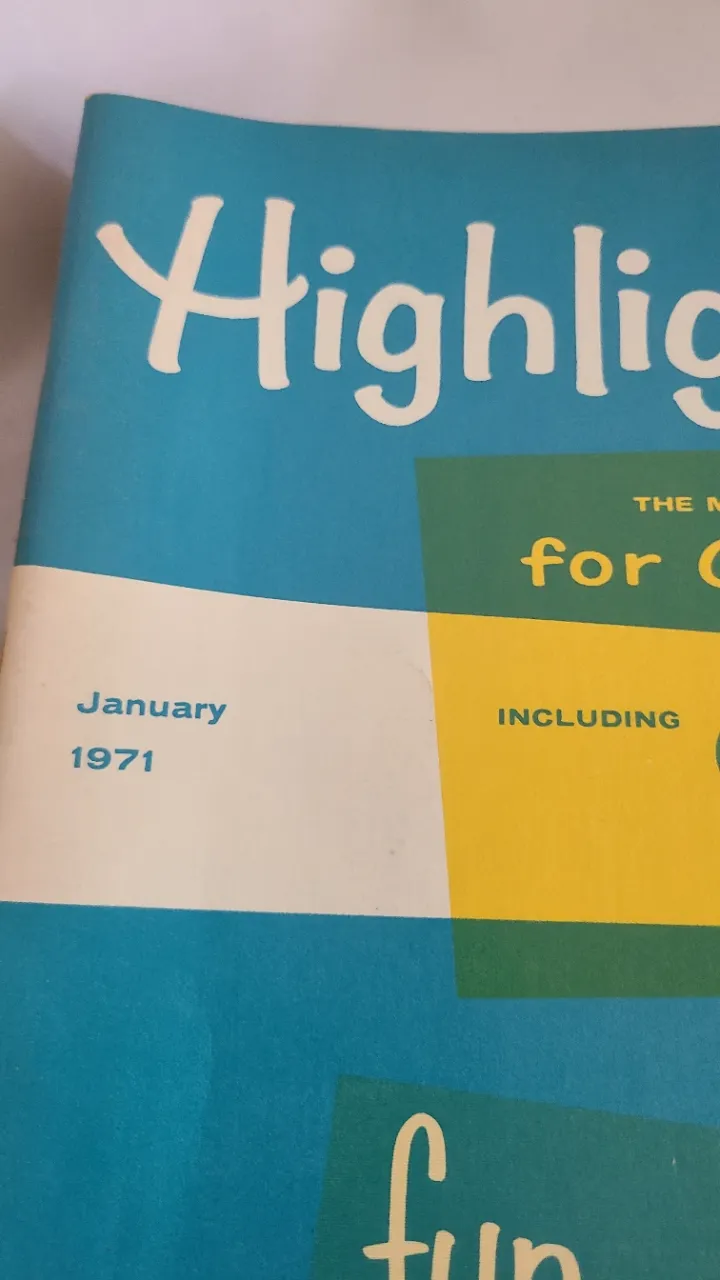 Highlig
THE M
for C
January
1971
INCLUDING
fun